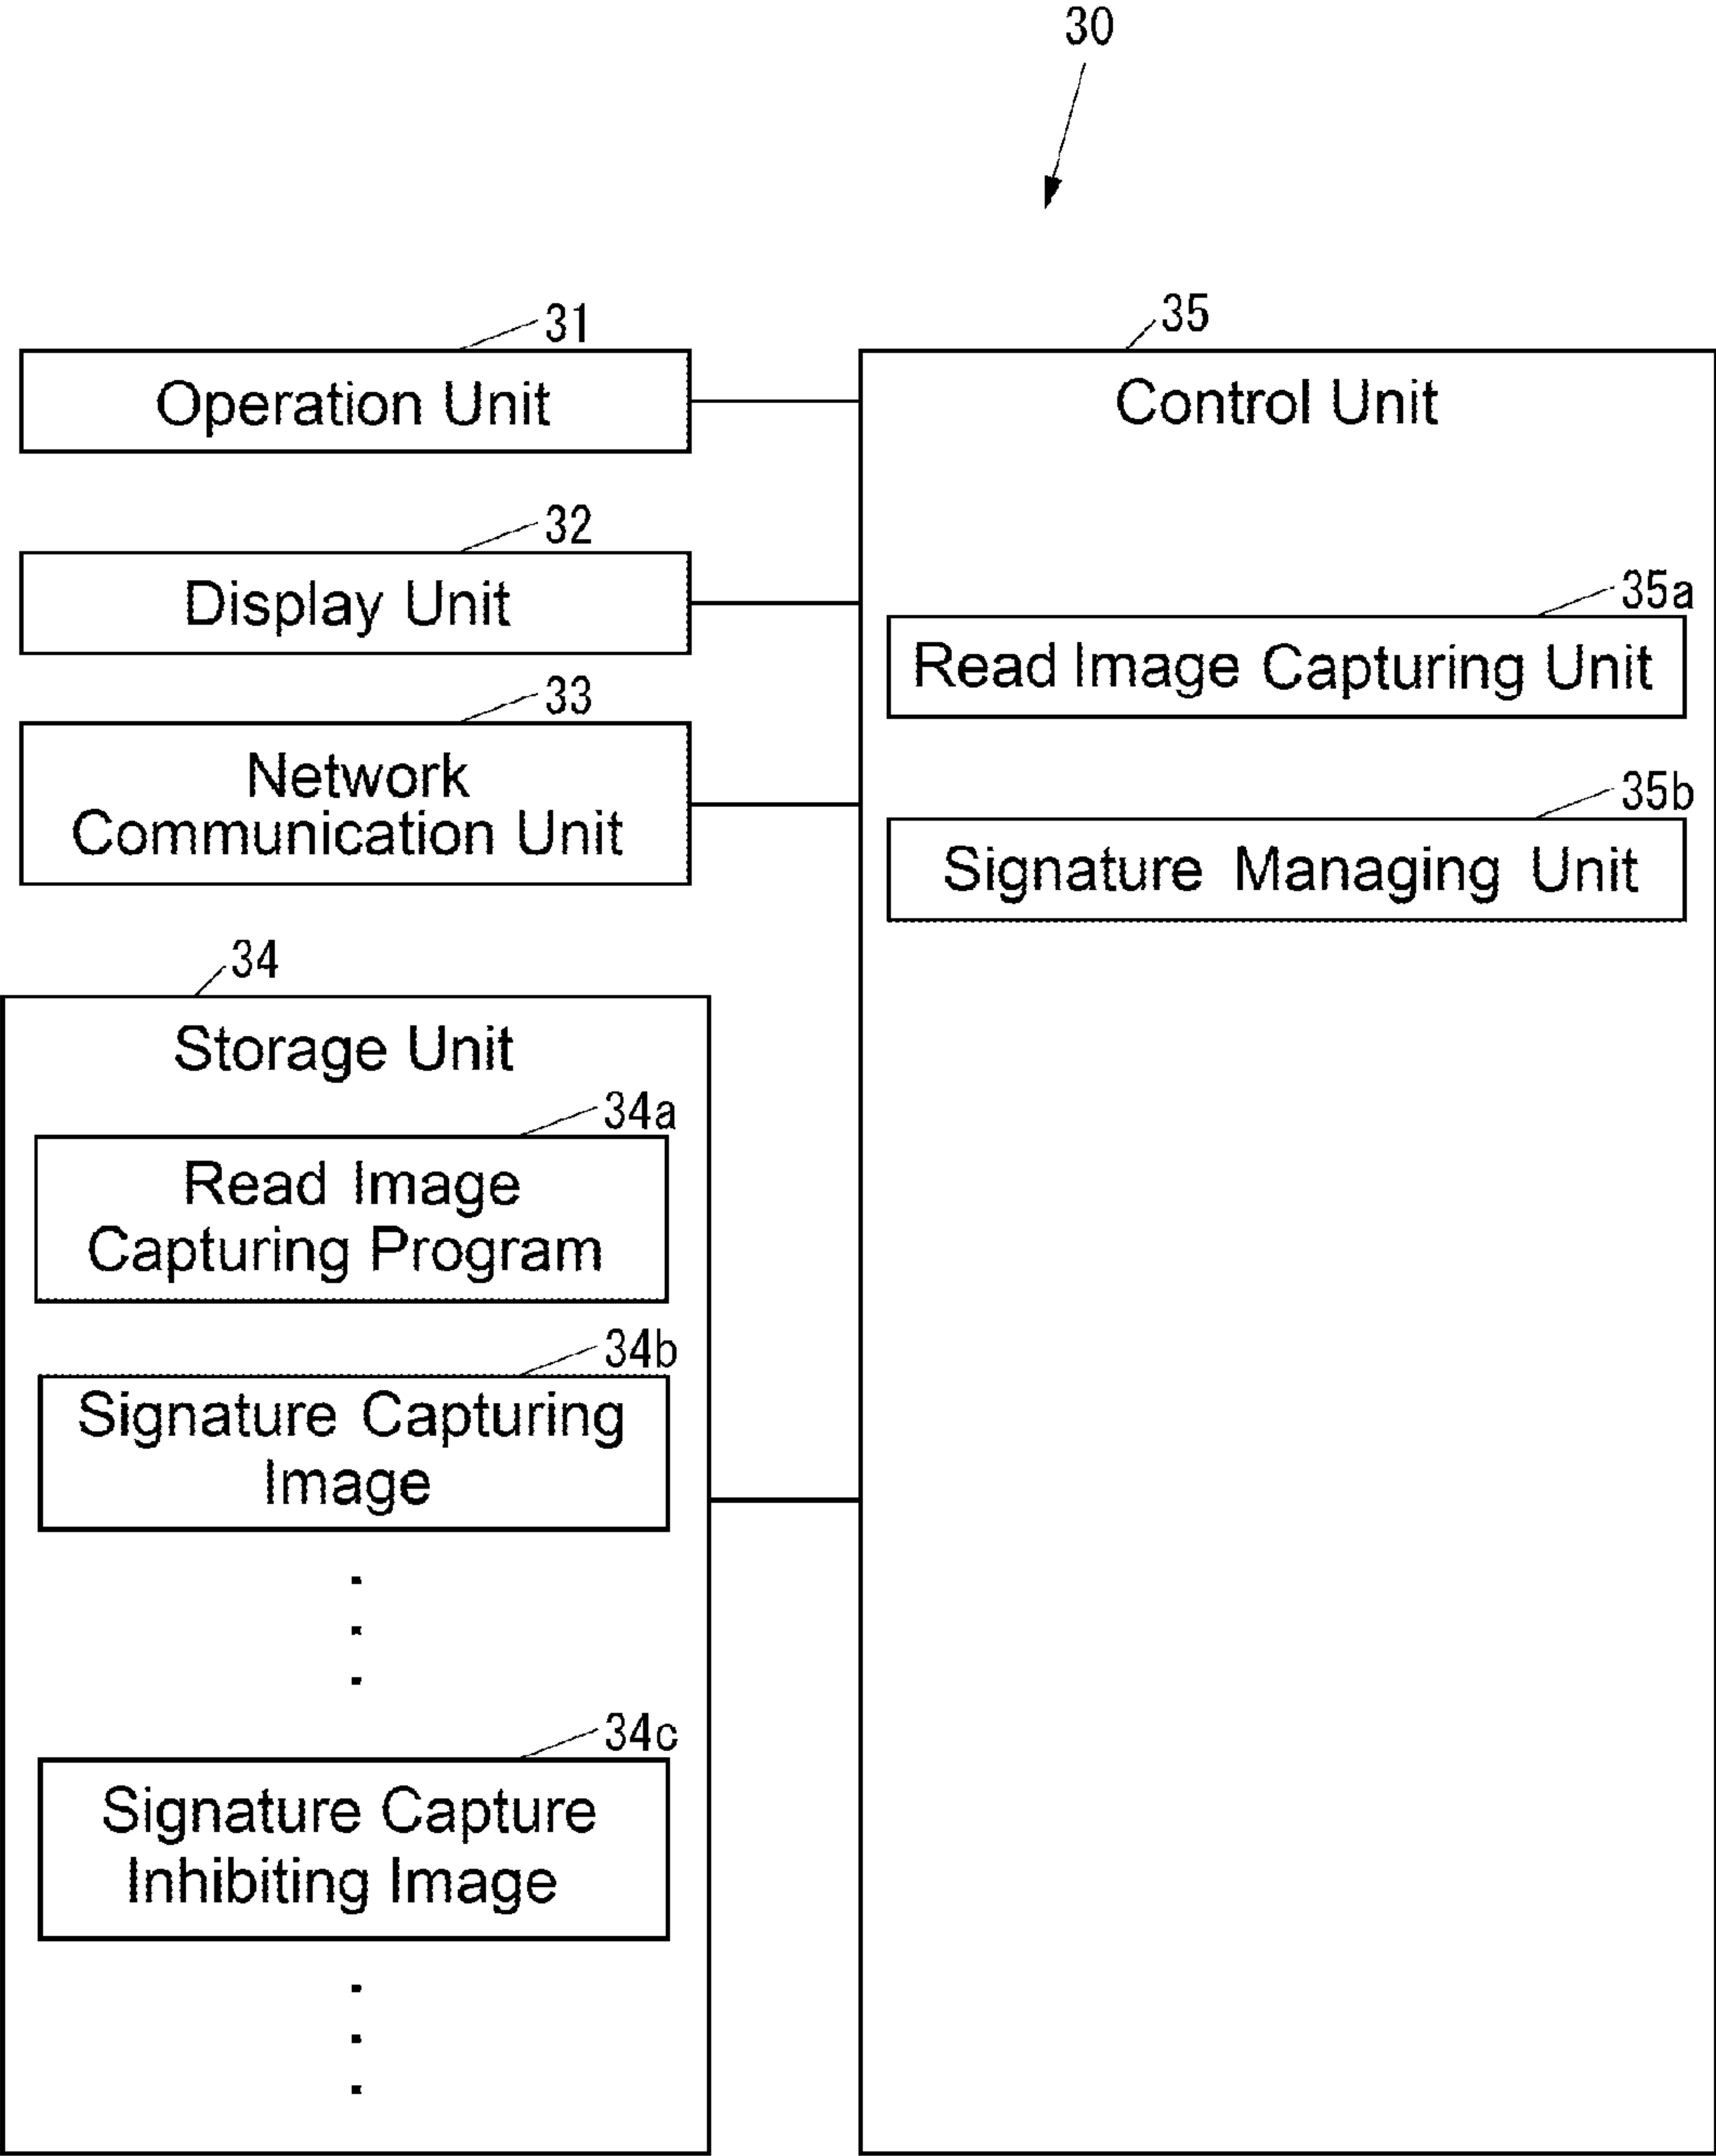 30
31
Operation Unit
32
Display Unit
33
Network
Communication Unit
34
Storage Unit
34a
Read Image
Capturing Program
34b
Signature Capturing
Image
34c
Signature Capture
Inhibiting Image
35
Control Unit
35a
Read Image Capturing Unit
35b
Signature Managing Unit